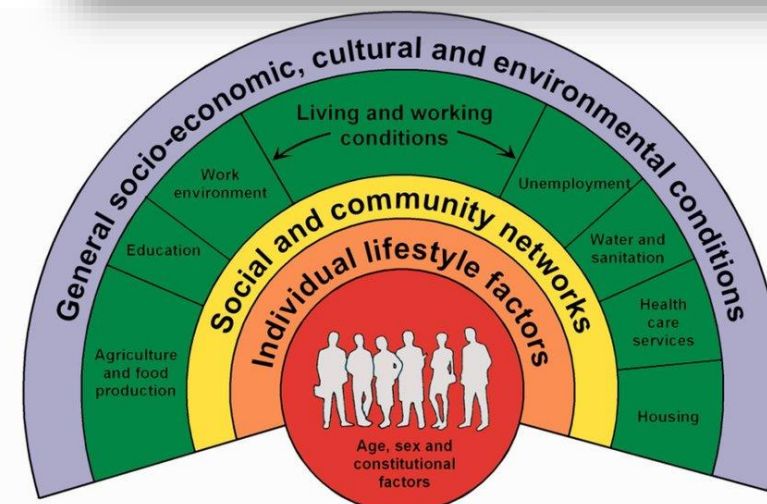 General socio-economic, cultural and environmental conditions
Living and working
conditions
Work
environment
Education
Agriculture
and food
production
Unemployment
Water and
sanitation
Health
care
services
Housing
Social and community networks
Individual lifestyle factors
Age, sex and
constitutional
factors